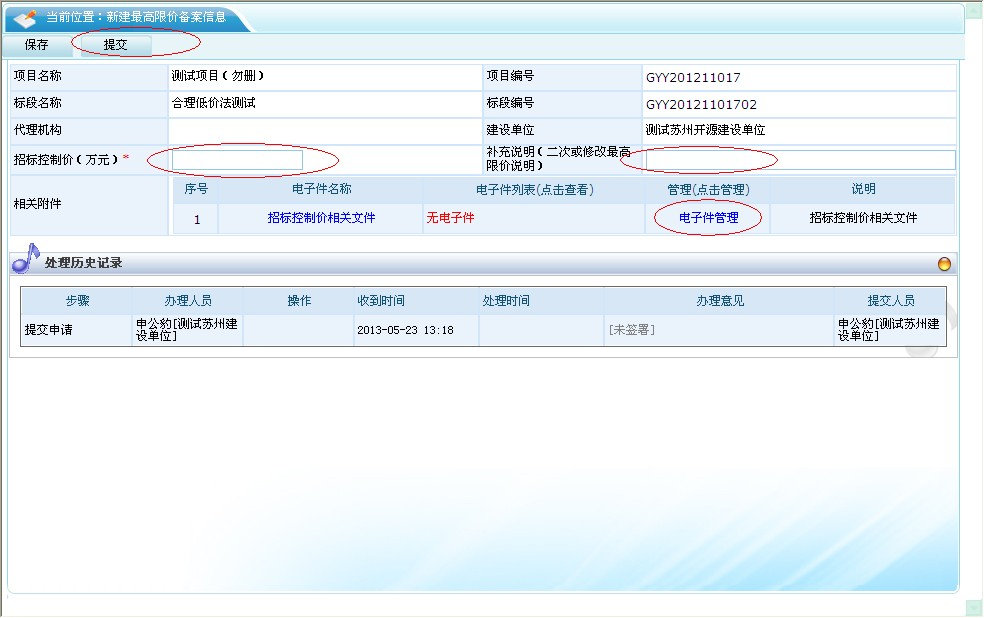 当前位置：新建最高限价备案信息
保存 提交
项目名称 测试项目（勿删） 项目编号 GYY201211017
标段名称 合理低价法测试 标段编号 GYY20121101702
代理机构 建设单位 测试苏州开源建设单位
招标控制价（万元）* 补充说明（二次或修改最高
限价说明）
相关附件
序号 电子件名称 电子件列表(点击查看) 管理(点击管理) 说明
1 招标控制价相关文件 无电子件 电子件管理 招标控制价相关文件
处理历史记录
步骤 办理人员 操作 收到时间 处理时间 办理意见 提交人员
提交申请 申公豹[测试苏州建
设单位] 2013-05-23 13:18 [未签署] 申公豹[测试苏州建
设单位]